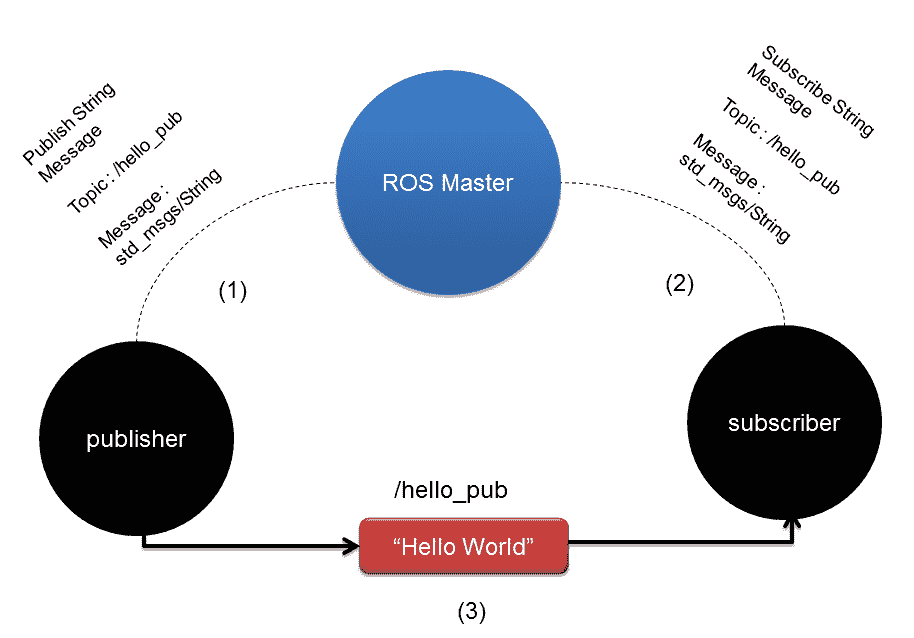 Publish String
Message
Topic : /hello_pub
Message :
std_msgs/String
ROS Master
Subscribe String
Message
Topic : /hello_pub
Message :
std_msgs/String
(1)
(2)
publisher
subscriber
/hello_pub
“Hello World”
(3)